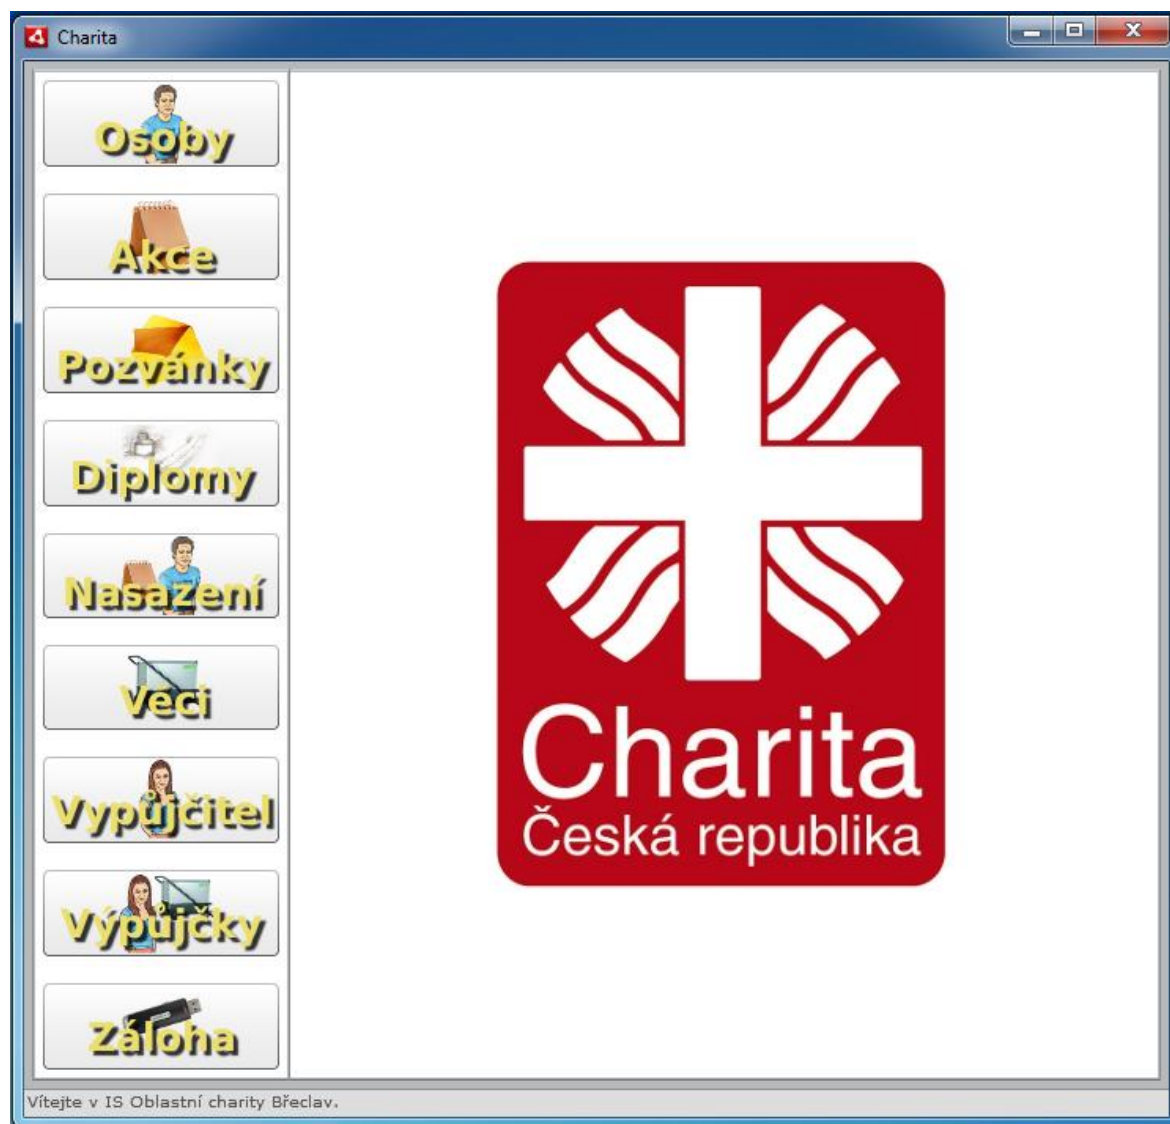 Charita
Osoby
Akce
Pozvánky
Diplomy
Nasazení
Věci
Vypůjčitel
Výpůjčky
Záloha
Charita
Česká republika
Vítejte v IS Oblastní charity Břeclav.